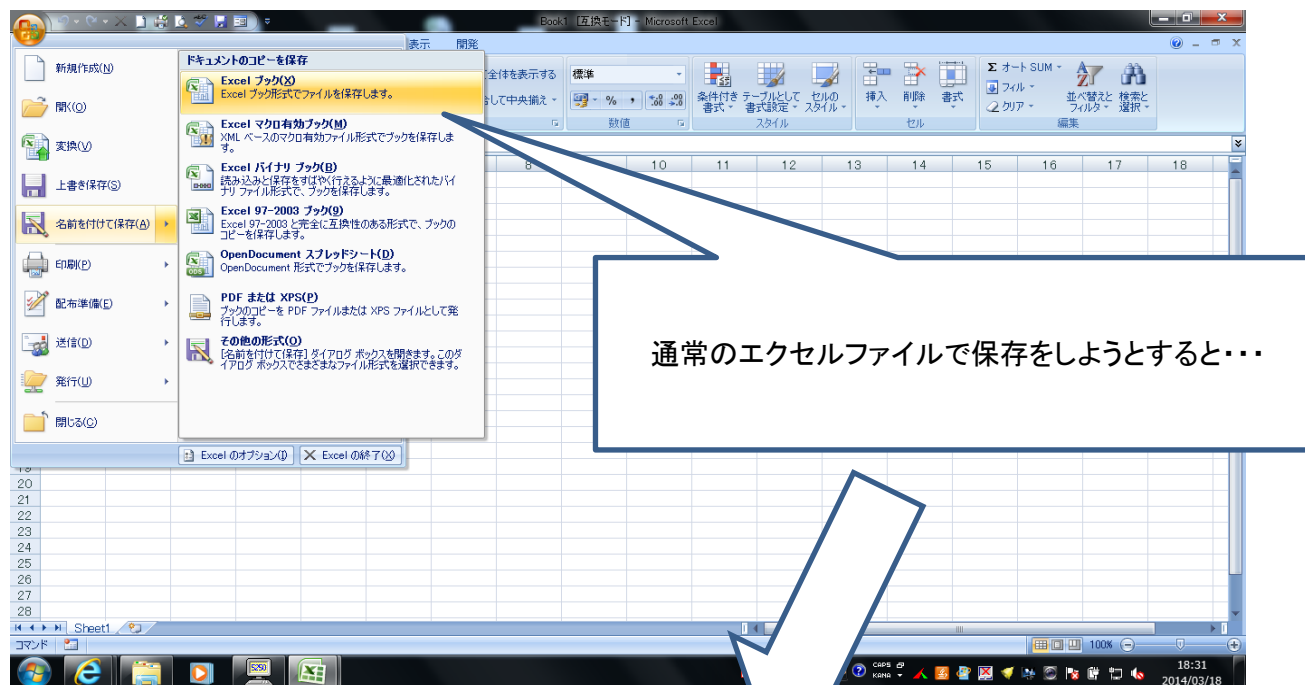 Book1 [互換モード] - Microsoft Excel
表示 開発
新規作成(N)
開く(O)
変換(V)
上書き保存(S)
名前を付けて保存(A)
印刷(P)
配布準備(E)
送信(D)
発行(U)
閉じる(C)
ドキュメントのコピーを保存
Excel ブック(X)
Excel ブック形式でファイルを保存します。
Excel マクロ有効ブック(M)
XML ベースのマクロ有効ファイル形式でブックを保存しま
す。
Excel バイナリ ブック(B)
読み込みと保存をすばやく行えるように最適化されたバイ
ナリ ファイル形式で、ブックを保存します。
Excel 97-2003 ブック(9)
Excel 97-2003 と完全に互換性のある形式で、ブックの
コピーを保存します。
OpenDocument スプレッドシート(D)
OpenDocument 形式でブックを保存します。
PDF または XPS(P)
ブックのコピーを PDF ファイルまたは XPS ファイルとして発
行します。
その他の形式(O)
[名前を付けて保存] ダイアログ ボックスを開きます。このダ
イアログ ボックスでさまざまなファイル形式を選択できます。
Excel のオプション(I) Excel の終了(X)
全体を表示する
して中央揃え
標準
%
数値
条件付き
書式
テーブルとして
書式設定
セルの
スタイル
スタイル
挿入 削除 書式
セル
Σ オート SUM
フィル
クリア
並べ替えと
フィルタ
検索と
選択
編集
8 10 11 12 13 14 15 16 17 18
通常のエクセルファイルで保存をしようとすると・・・
19
20
21
22
23
24
25
26
27
28
Sheet1
コマンド
100%
CAPS
KANA
18:31
2014/03/18